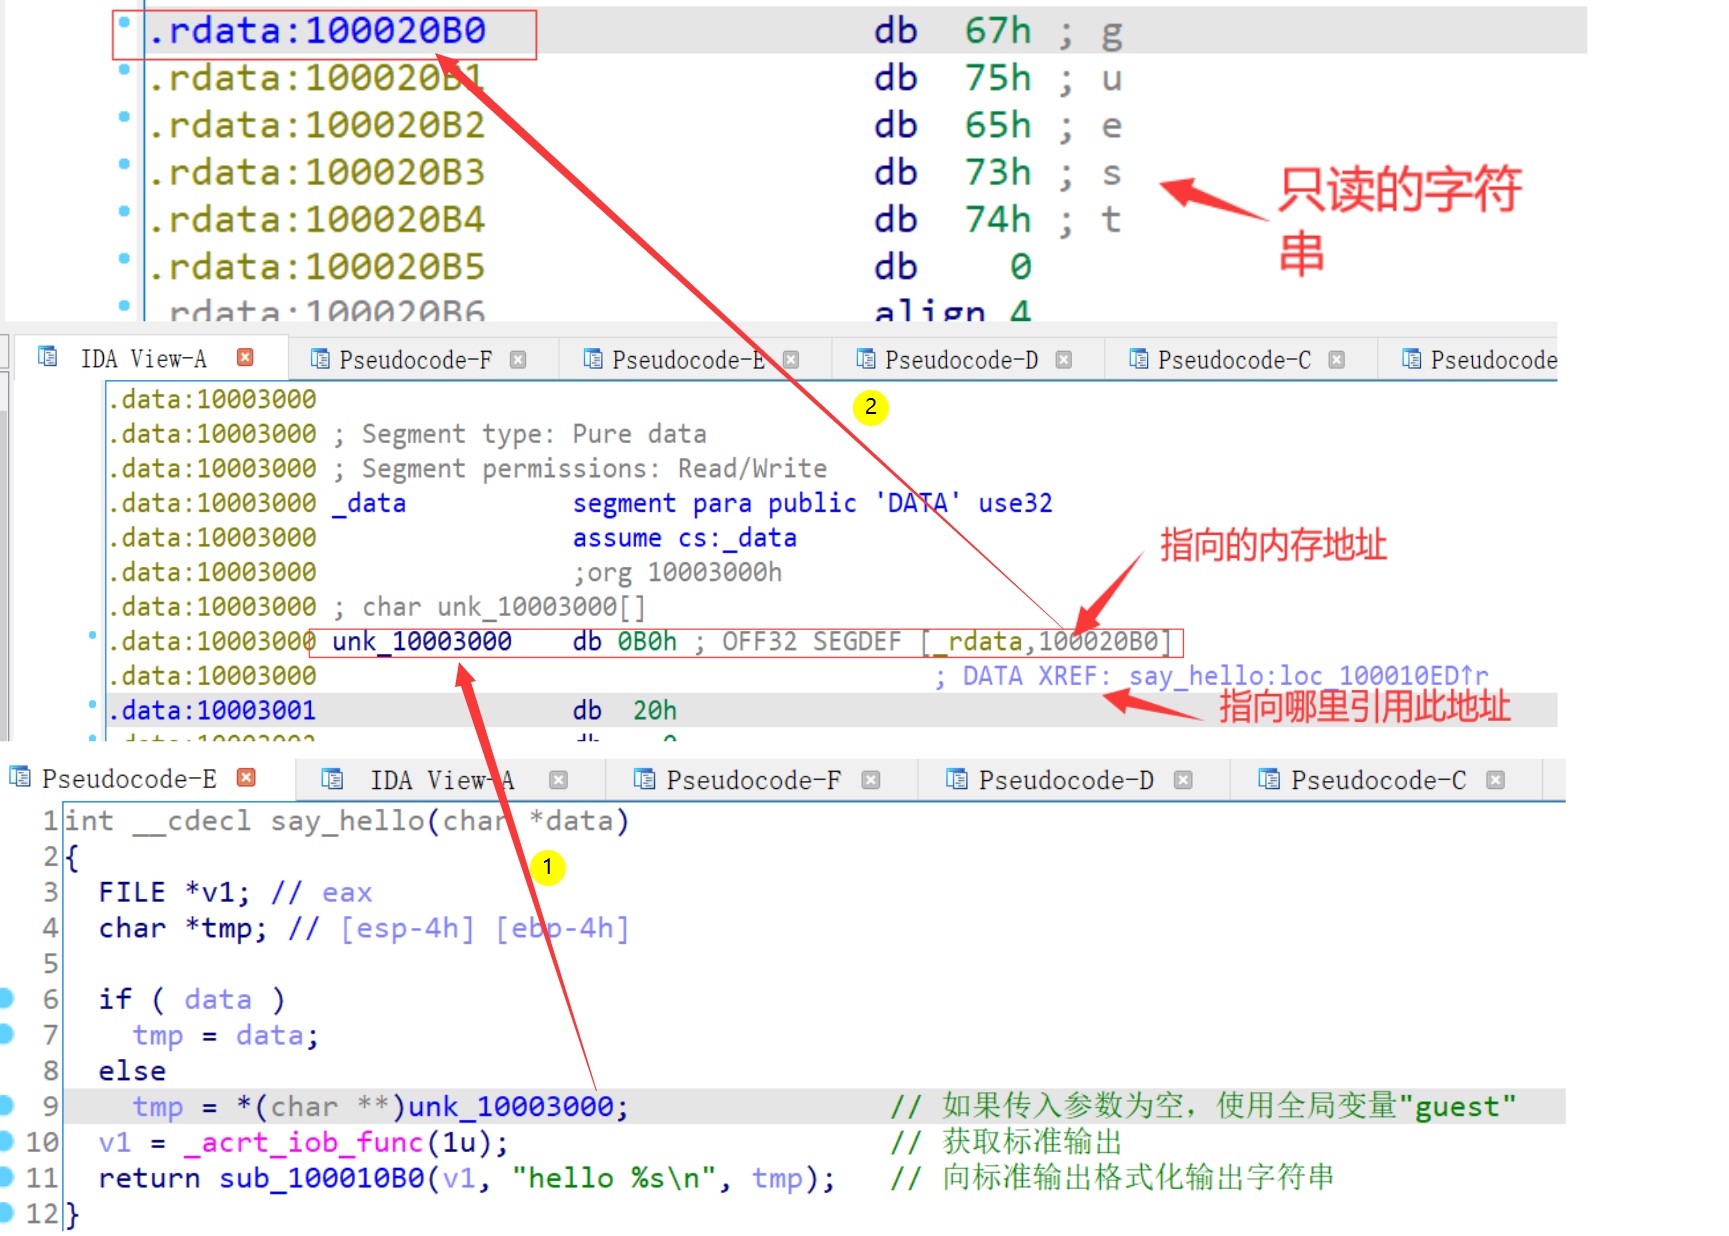 .rdata:100020B0 db 67h ; g
.rdata:100020B1 db 75h ; u
.rdata:100020B2 db 65h ; e
.rdata:100020B3 db 73h ; s
.rdata:100020B4 db 74h ; t
.rdata:100020B5 db 0
.rdata:100020B6 align 4
只读的字符
串
IDA View-A Pseudocode-F Pseudocode-E Pseudocode-D Pseudocode-C Pseudocode
.data:10003000
.data:10003000 ; Segment type: Pure data
.data:10003000 ; Segment permissions: Read/Write
.data:10003000 _data segment para public 'DATA' use32
.data:10003000 assume cs:_data
.data:10003000 ;org 10003000h
.data:10003000 ; char unk_10003000[]
.data:10003000 unk_10003000 db 0B0h ; OFF32 SEGDEF [_rdata,100020B0]
.data:10003000 ; DATA XREF: say_hello:loc_100010ED↑r
.data:10003001 db 20h
.data:10003002 db 0
2
指向的内存地址
指向哪里引用此地址
Pseudocode-E IDA View-A Pseudocode-F Pseudocode-D Pseudocode-C
1 int __cdecl say_hello(char *data)
2 {
3 FILE *v1; // eax
4 char *tmp; // [esp-4h] [ebp-4h]
5
6 if ( data )
7 tmp = data;
8 else
9 tmp = *(char **)unk_10003000; // 如果传入参数为空，使用全局变量"guest"
10 v1 = _acrt_iob_func(1u); // 获取标准输出
11 return sub_100010B0(v1, "hello %s\n", tmp); // 向标准输出格式化输出字符串
12 }
1